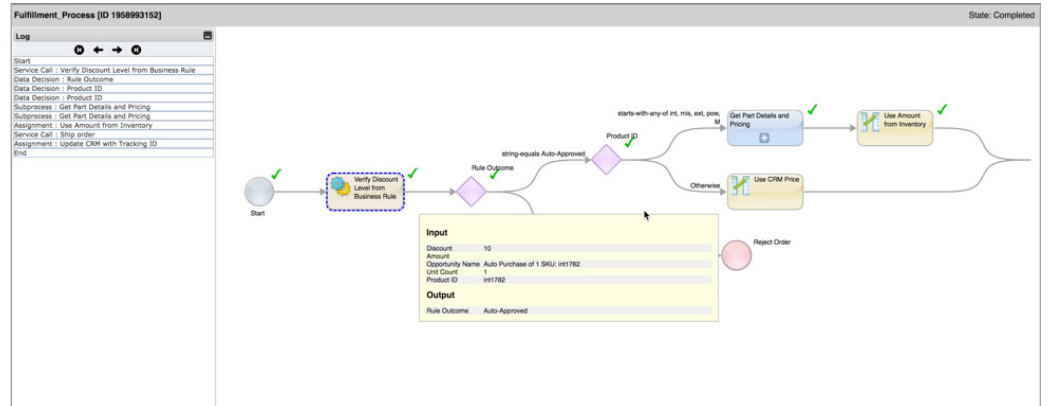 Fulfillment_Process [ID 1958993152]
State: Completed
Log
Start
Service Call : Verify Discount Level from Business Rule
Data Decision : Rule Outcome
Data Decision : Product ID
Data Decision : Product ID
Subprocess : Get Part Details and Pricing
Subprocess : Get Part Details and Pricing
Assignment : Use Amount from Inventory
Service Call : Ship order
Assignment : Update CRM with Tracking ID
End
Start
Verify Discount
Level from
Business Rule
Rule Outcome
string-equals Auto-Approved
Product ID
starts-with-any-of int, mis, ext, pow,
M
Get Part Details and
Pricing
Use Amount
from Inventory
Otherwise
Use CRM Price
Reject Order
Input
Discount 10
Amount
Opportunity Name Auto Purchase of 1 SKU: int1782
Unit Count 1
Product ID int1782
Output
Rule Outcome Auto-Approved